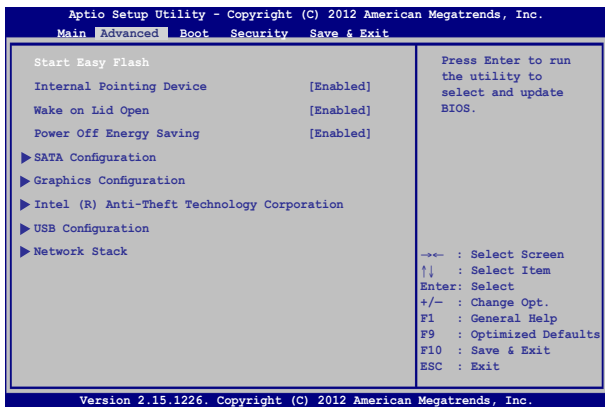 Aptio Setup Utility - Copyright (C) 2012 American Megatrends, Inc.
Main Advanced Boot Security Save & Exit
Start Easy Flash
Internal Pointing Device [Enabled]
Wake on Lid Open [Enabled]
Power Off Energy Saving [Enabled]
SATA Configuration
Graphics Configuration
Intel (R) Anti-Theft Technology Corporation
USB Configuration
Network Stack
Press Enter to run
the utility to
select and update
BIOS.
→← : Select Screen
↑↓ : Select Item
Enter: Select
+/— : Change Opt.
F1 : General Help
F9 : Optimized Defaults
F10 : Save & Exit
ESC : Exit
Version 2.15.1226. Copyright (C) 2012 American Megatrends, Inc.